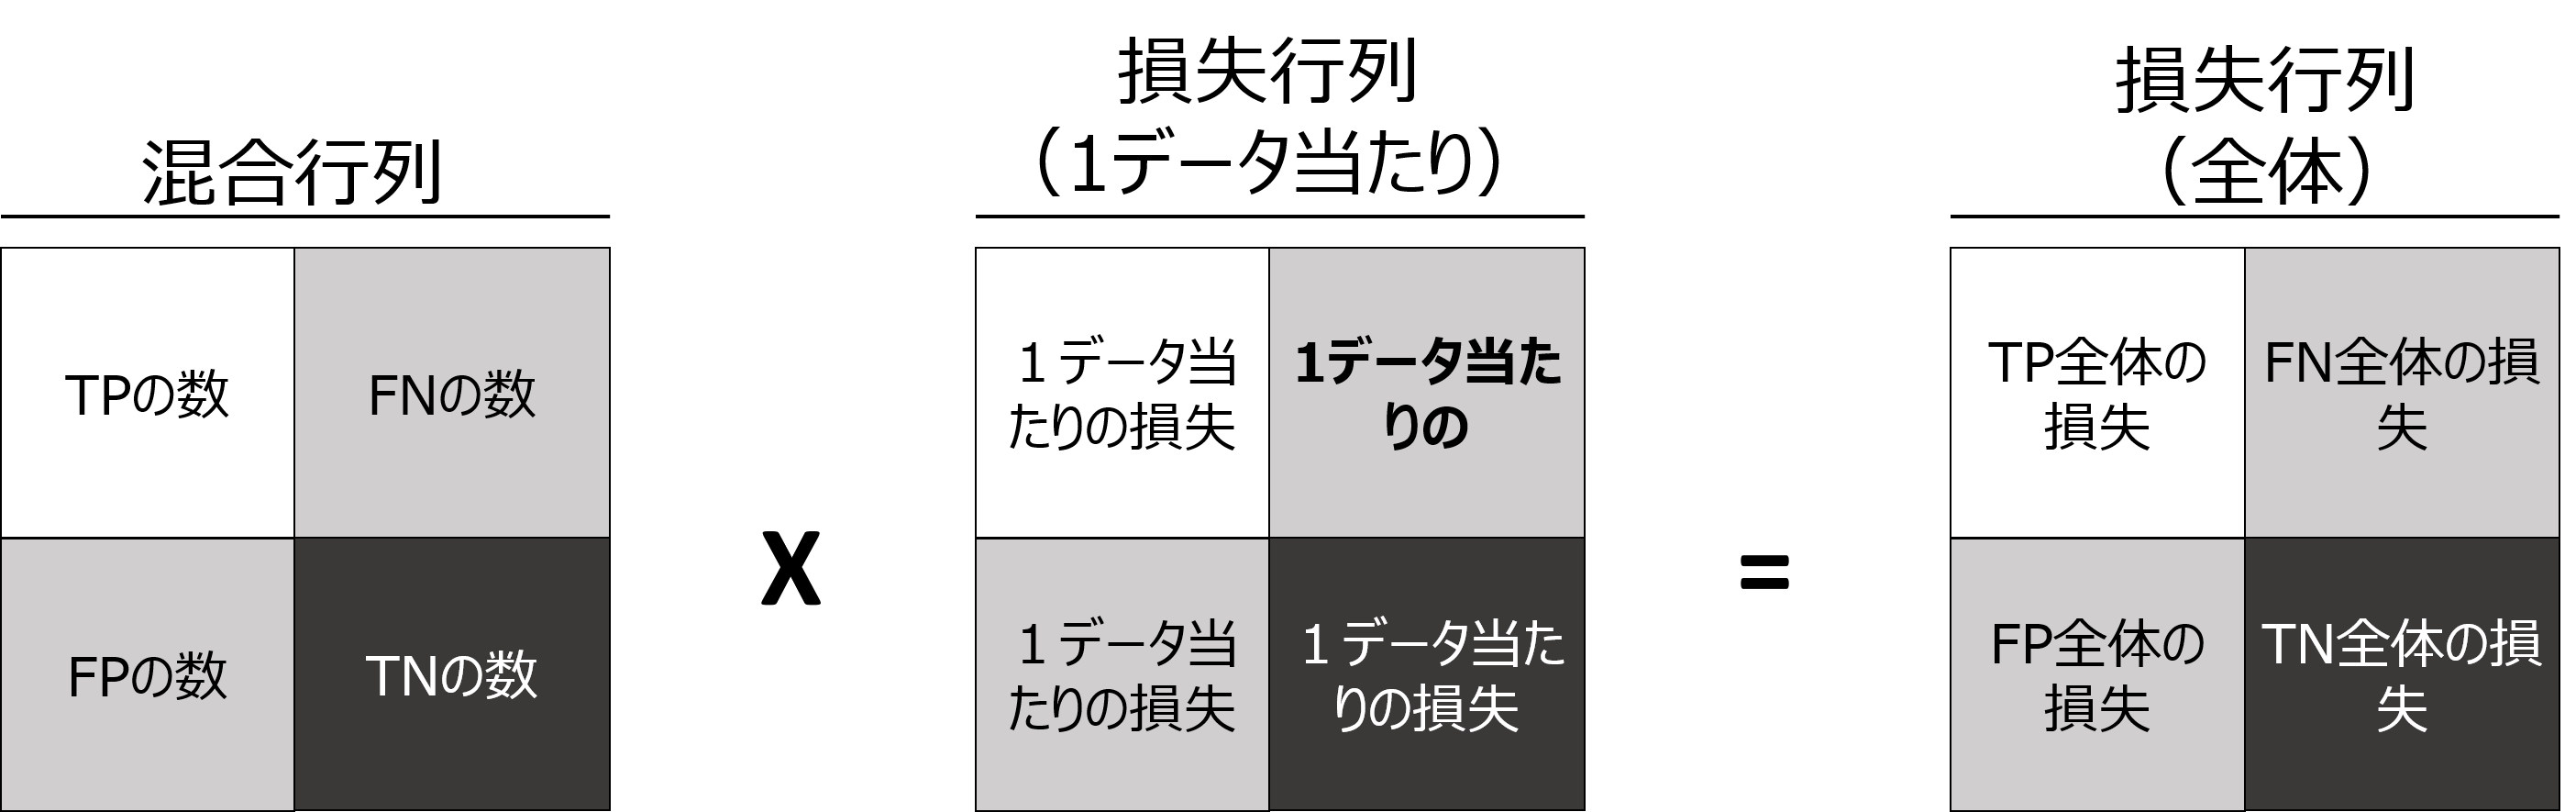 混合行列
損失行列
（1データ当たり）
損失行列
（全体）
TPの数
FNの数
FPの数
TNの数
X
１データ当
たりの損失
1データ当た
りの
１データ当
たりの損失
１データ当た
りの損失
=
TP全体の
損失
FN全体の損
失
FP全体の
損失
TN全体の損
失